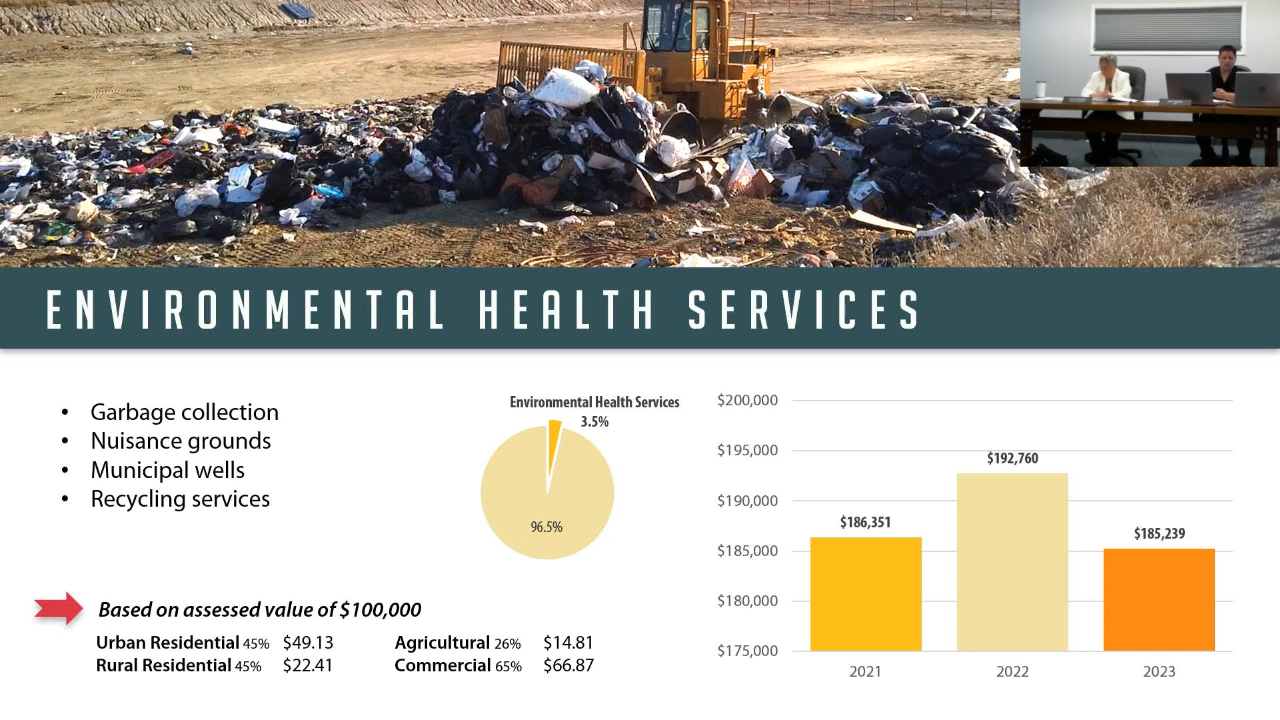 ENVIRONMENTAL HEALTH SERVICES
• Garbage collection
• Nuisance grounds
• Municipal wells
• Recycling services
Environmental Health Services
3.5%
96.5%
Based on assessed value of $100,000
Urban Residential 45% $49.13 Agricultural 26% $14.81
Rural Residential 45% $22.41 Commercial 65% $66.87
$200,000
$195,000
$190,000
$185,000
$180,000
$175,000
$186,351
$192,760
$185,239
2021 2022 2023